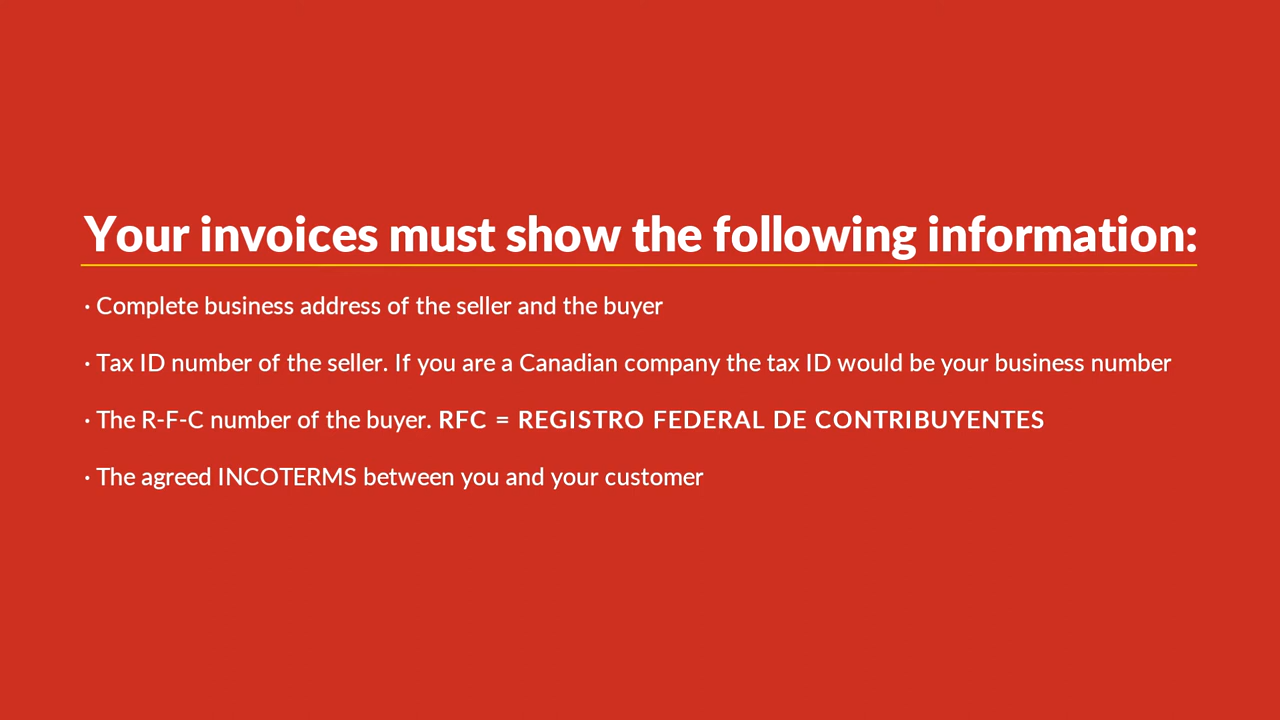 Your invoices must show the following information:
· Complete business address of the seller and the buyer
· Tax ID number of the seller. If you are a Canadian company the tax ID would be your business number
· The R-F-C number of the buyer. RFC = REGISTRO FEDERAL DE CONTRIBUYENTES
· The agreed INCOTERMS between you and your customer